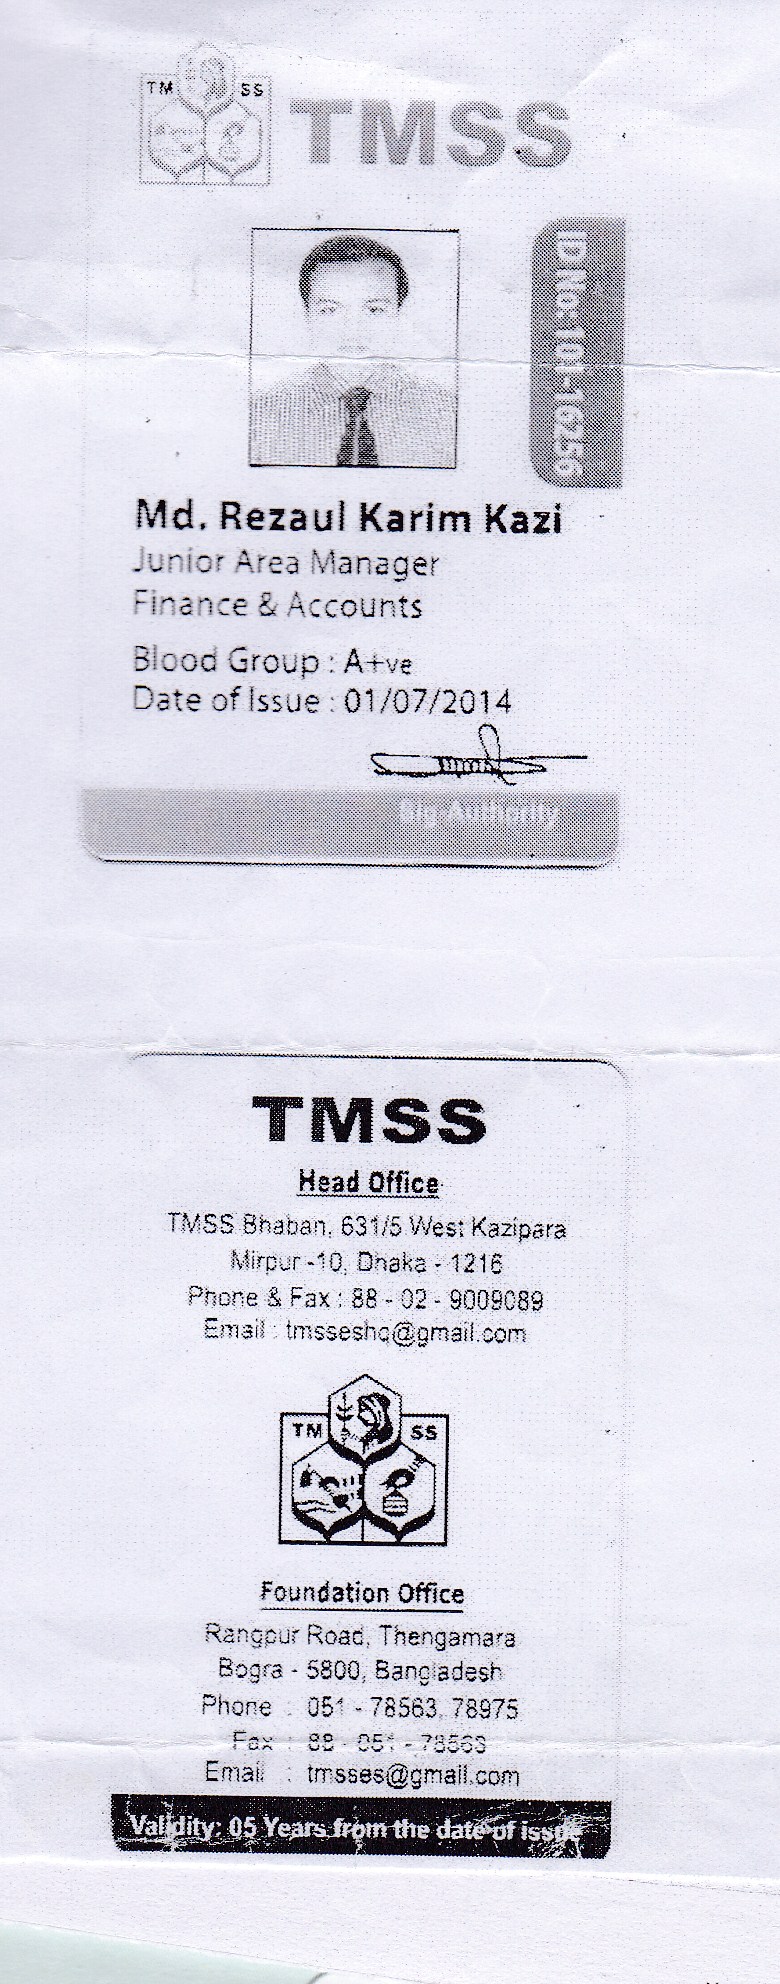 TM SS TMSS
ID No: 101-16256
Md. Rezaul Karim Kazi
Junior Area Manager
Finance & Accounts
Blood Group : A+ve
Date of Issue : 01/07/2014
Sig. Authority
TMSS
Head Office
TMSS Bhaban, 631/5 West Kazipara
Mirpur -10, Dhaka - 1216
Phone & Fax : 88 - 02 - 9009089
Email : tmsseshq@gmail.com
TM SS
Foundation Office
Rangpur Road, Thengamara
Bogra - 5800, Bangladesh
Phone : 051 - 78563, 78975
Fax : 88 - 051 - 78563
Email : tmsses@gmail.com
Validity: 05 Years from the date of issue